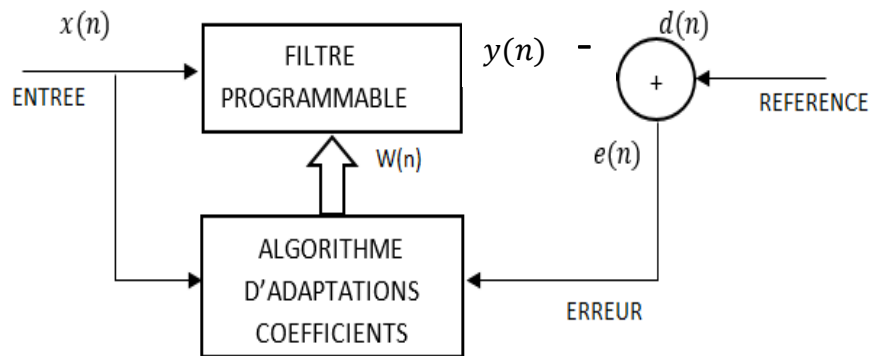 x(n)
ENTREE
FILTRE
PROGRAMMABLE
y(n) -
d(n)
+
REFERENCE
e(n)
W(n)
ALGORITHME
D'ADAPTATIONS
COEFFICIENTS
ERREUR